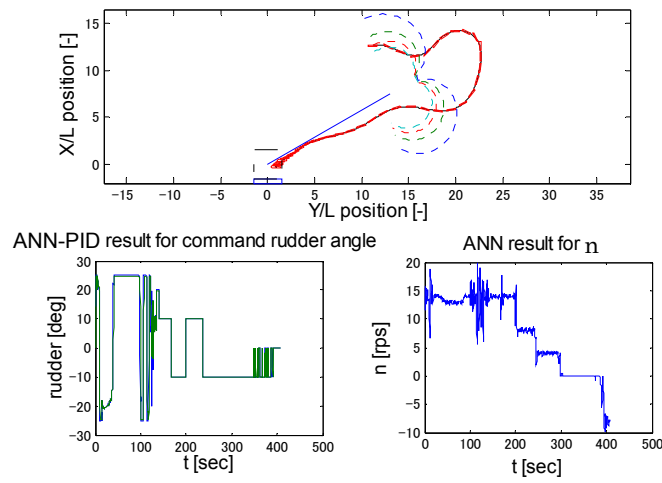 15
10
5
0
X/L position [-]
-15 -10 -5 0 5 10 15 20 25 30 35
Y/L position [-]
ANN-PID result for command rudder angle
30
20
10
0
-10
-20
-30
rudder [deg]
0 100 200 300 400 500
t [sec]
ANN result for n
20
15
10
5
0
-5
-10
n [rps]
0 100 200 300 400 500
t [sec]